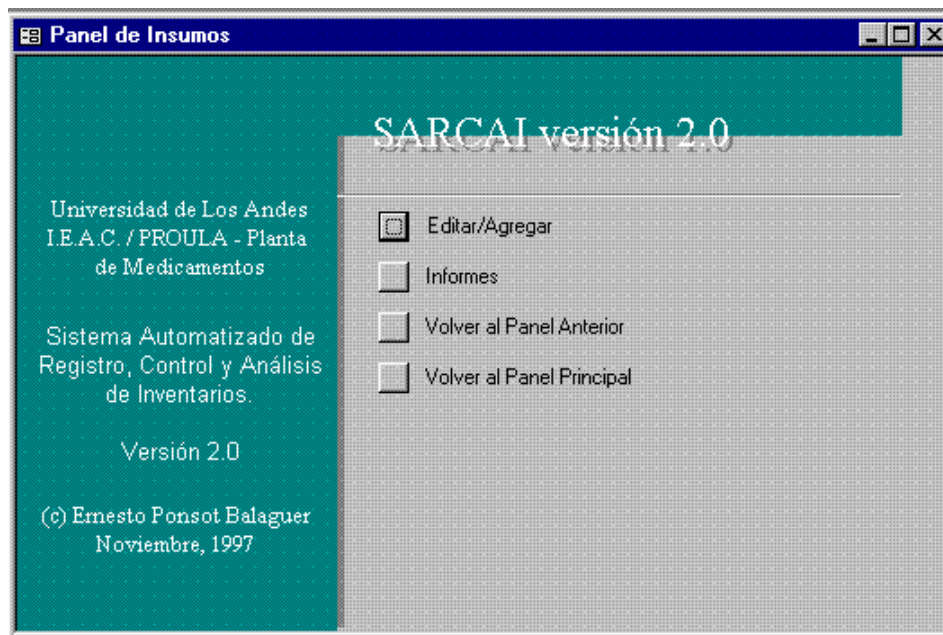 Panel de Insumos
SARCAI versión 2.0
Universidad de Los Andes
I.E.A.C. / PROULA - Planta
de Medicamentos
Sistema Automatizado de
Registro, Control y Análisis
de Inventarios.
Versión 2.0
(c) Ernesto Ponsot Balaguer
Noviembre, 1997
Editar/Agregar
Informes
Volver al Panel Anterior
Volver al Panel Principal